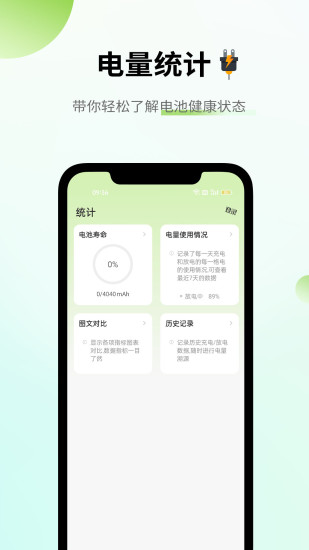 电量统计
带你轻松了解电池健康状态
统计
电池寿命
0%
0/4040mAh
电量使用情况
记录了每一天充电
和放电的每一格电
的使用情况,可查看
最近7天的数据
放电中 89%
图文对比
显示各项指标图表
对比,数据指标一目
了然
历史记录
记录历史充电/放电
数据,随时进行电量
溯源